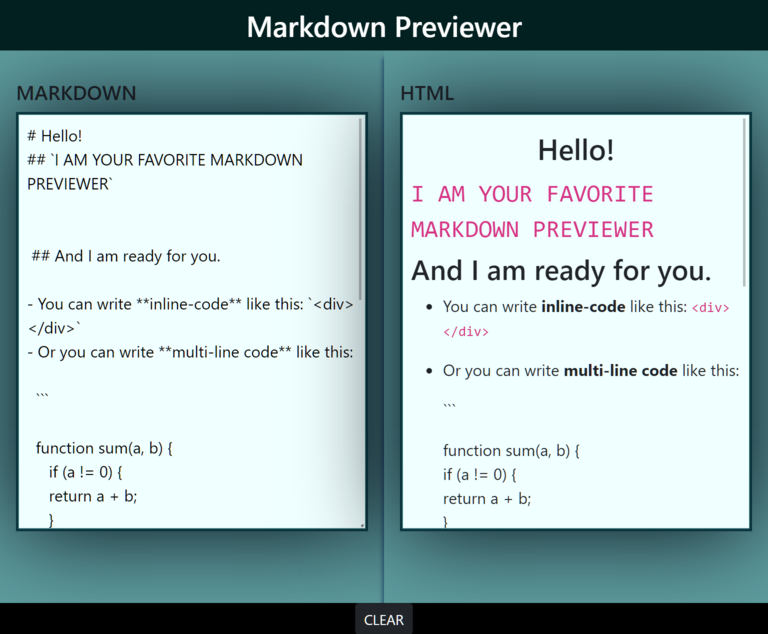 Markdown Previewer
MARKDOWN
# Hello!
## `I AM YOUR FAVORITE MARKDOWN
PREVIEWER`
## And I am ready for you.
- You can write **inline-code** like this: `<div>
</div>`
- Or you can write **multi-line code** like this:
```
function sum(a, b) {
if (a != 0) {
return a + b;
}
HTML
Hello!
I AM YOUR FAVORITE
MARKDOWN PREVIEWER
And I am ready for you.
• You can write inline-code like this: <div>
</div>
• Or you can write multi-line code like this:
```
function sum(a, b) {
if (a != 0) {
return a + b;
}
CLEAR